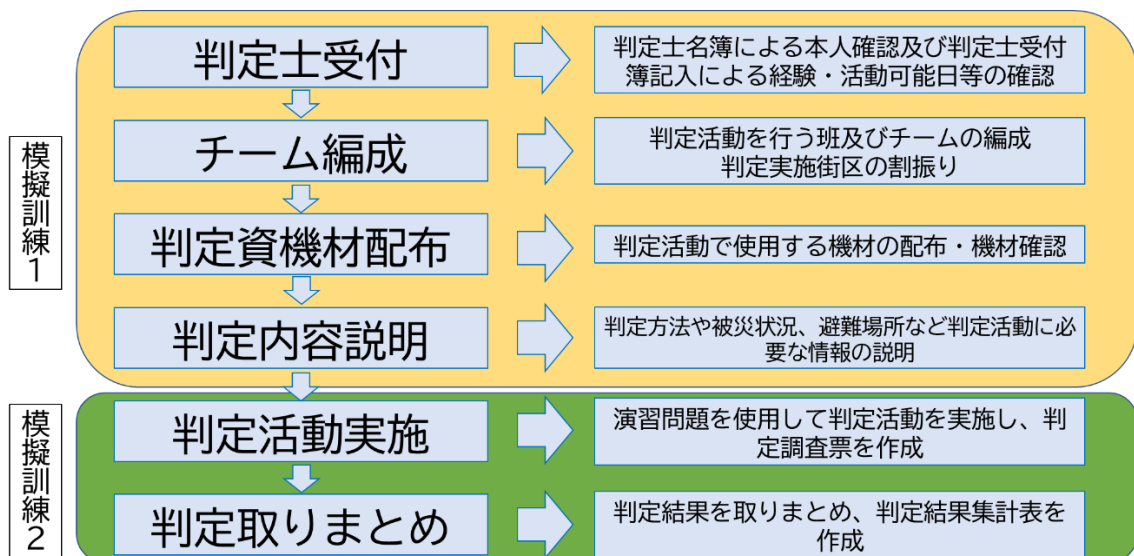 模擬訓練1
判定士受付
判定士名簿による本人確認及び判定士受付
簿記入による経験・活動可能日等の確認
チーム編成
判定活動を行う班及びチームの編成
判定実施街区の割振り
判定資機材配布
判定活動で使用する機材の配布・機材確認
判定内容説明
判定方法や被災状況、避難場所など判定活動に必
要な情報の説明
模擬訓練2
判定活動実施
演習問題を使用して判定活動を実施し、判
定調査票を作成
判定取りまとめ
判定結果を取りまとめ、判定結果集計表を
作成